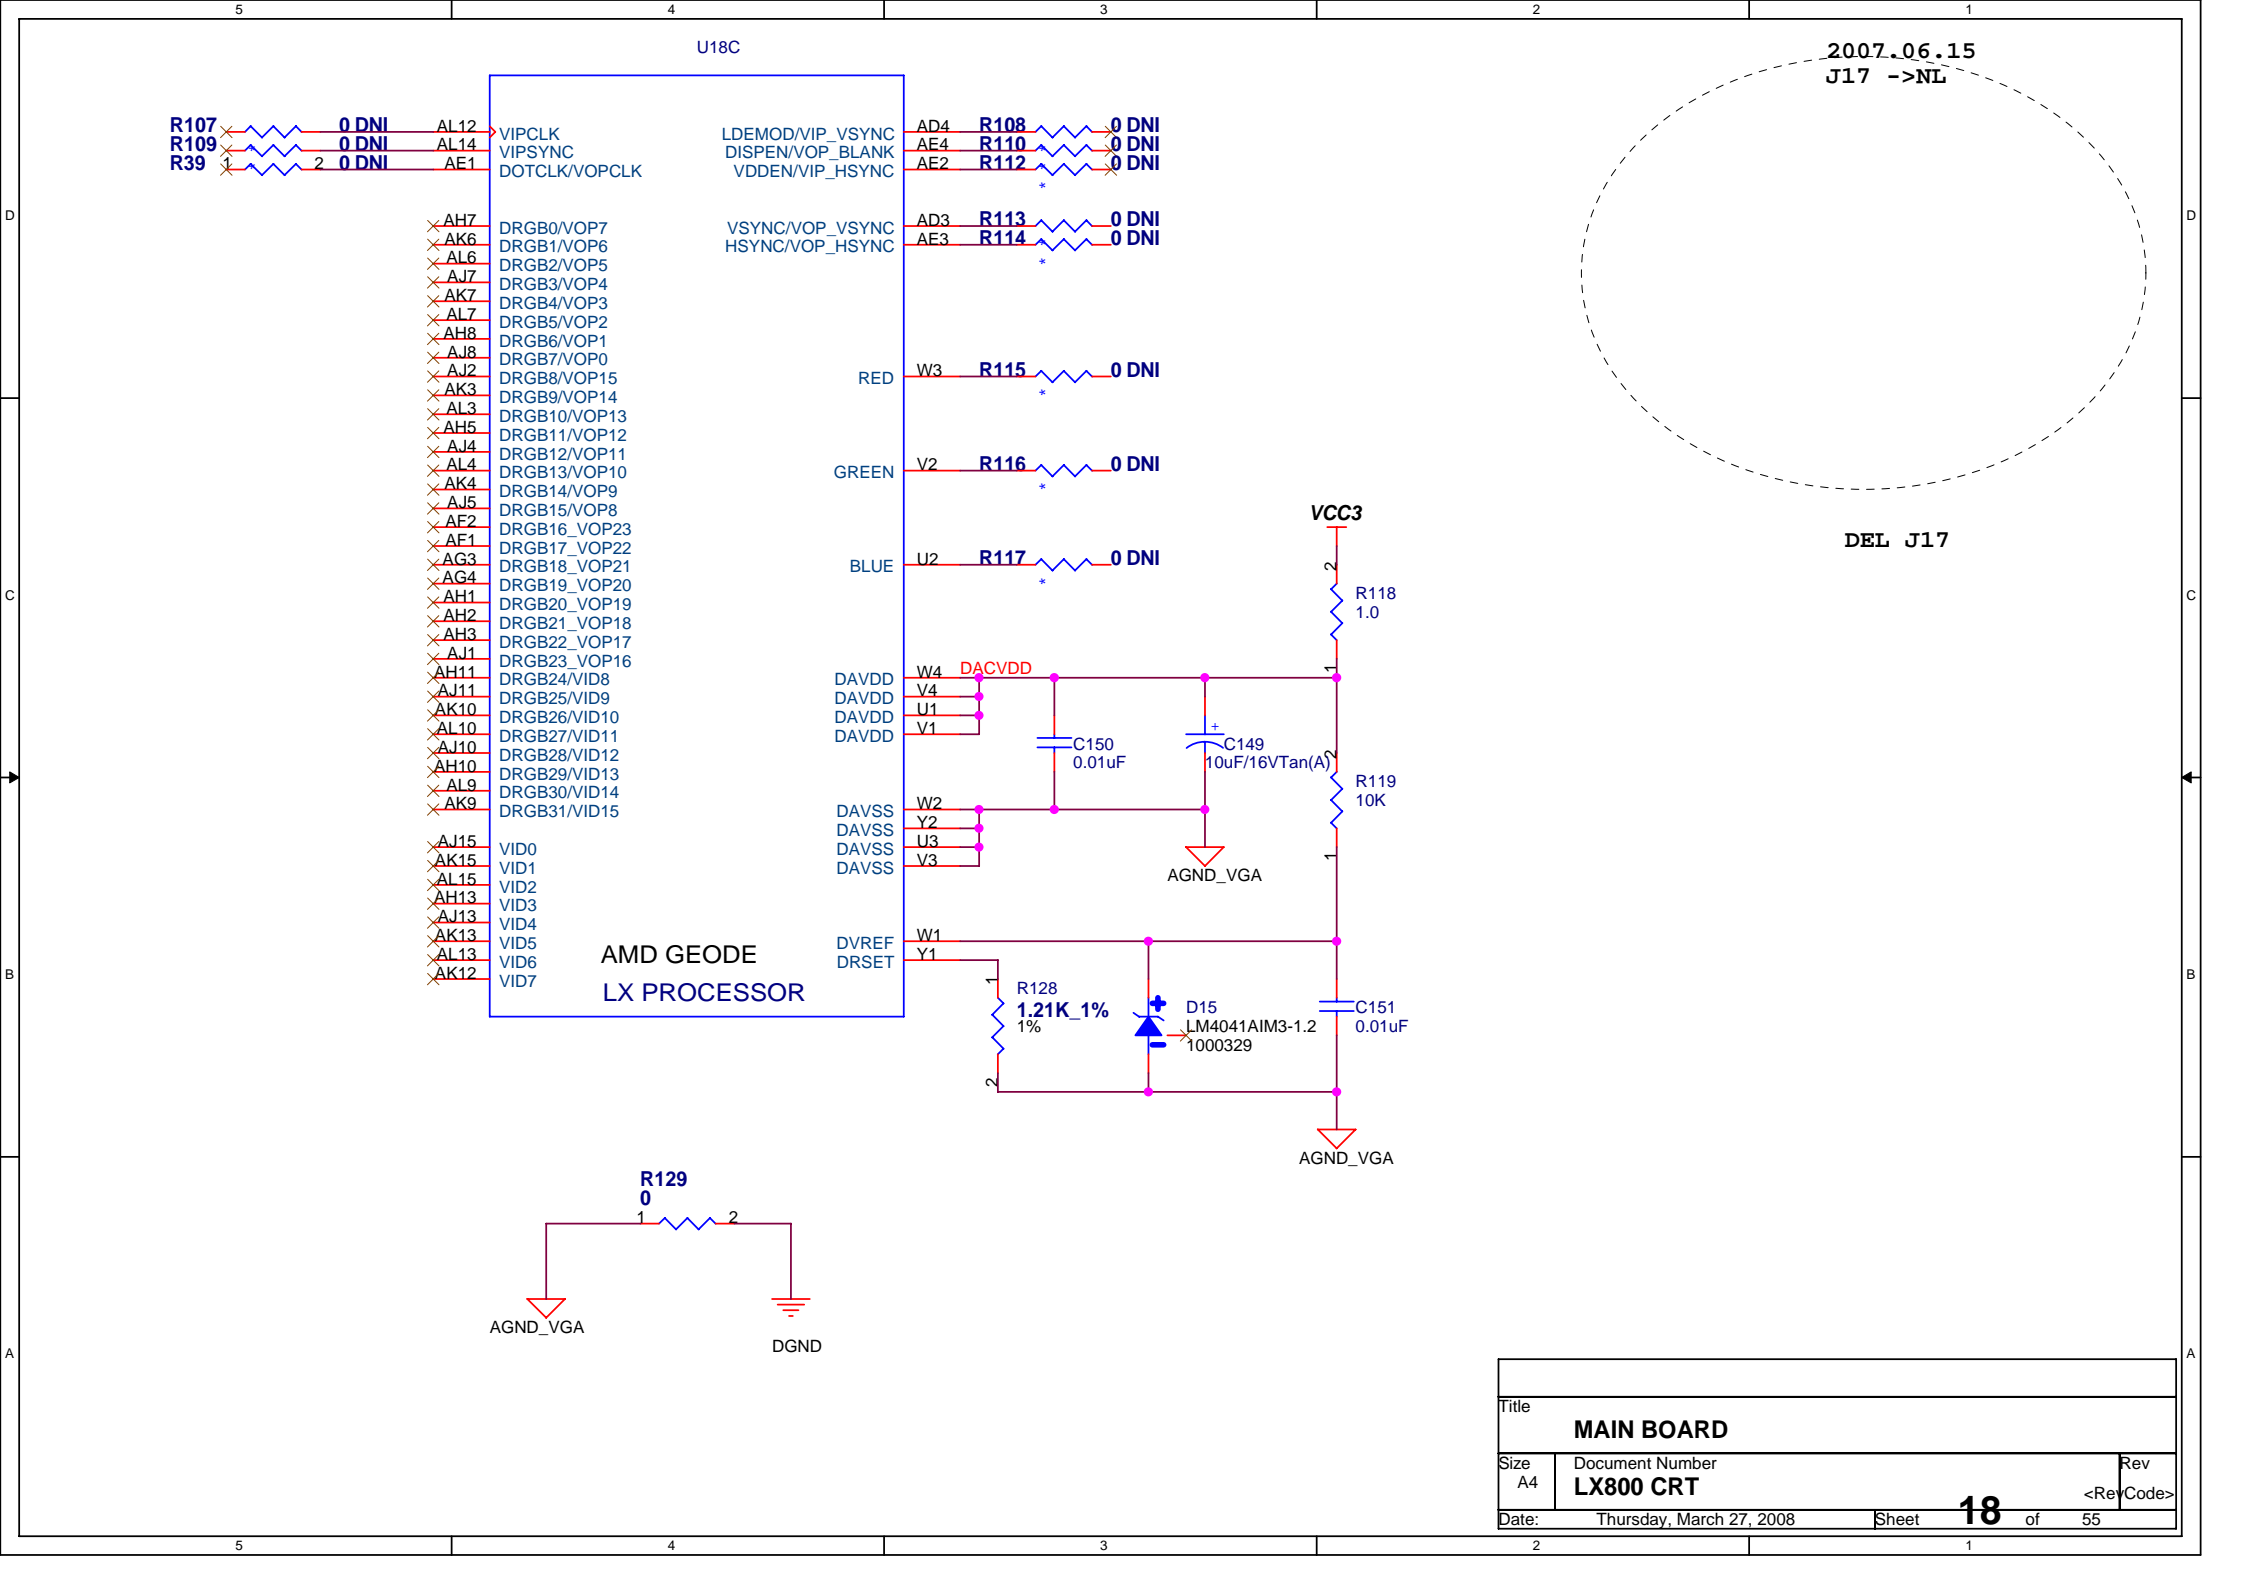 5 4 3 2 1
U18C
2007.06.15
J17 ->NL
R107 0 DNI AL12 VIPCLK
R109 0 DNI AL14 VIPSYNC
R39 1 2 0 DNI AE1 DOTCLK/VOPCLK
LDEMOD/VIP_VSYNC AD4 R108 0 DNI
DISPEN/VOP_BLANK AE4 R110 0 DNI
VDDEN/VIP_HSYNC AE2 R112 0 DNI
*
D D
VSYNC/VOP_VSYNC AD3 R113 0 DNI
HSYNC/VOP_HSYNC AE3 R114 0 DNI
*
AH7 DRGB0/VOP7
AK6 DRGB1/VOP6
AL6 DRGB2/VOP5
AJ7 DRGB3/VOP4
AK7 DRGB4/VOP3
AL7 DRGB5/VOP2
AH8 DRGB6/VOP1
AJ8 DRGB7/VOP0
AJ2 DRGB8/VOP15
AK3 DRGB9/VOP14
AL3 DRGB10/VOP13
AH5 DRGB11/VOP12
AJ4 DRGB12/VOP11
AL4 DRGB13/VOP10
AK4 DRGB14/VOP9
AJ5 DRGB15/VOP8
AF2 DRGB16_VOP23
AF1 DRGB17_VOP22
AG3 DRGB18_VOP21
AG4 DRGB19_VOP20
AH1 DRGB20_VOP19
AH2 DRGB21_VOP18
AH3 DRGB22_VOP17
AJ1 DRGB23_VOP16
AH11 DRGB24/VID8
AJ11 DRGB25/VID9
AK10 DRGB26/VID10
AL10 DRGB27/VID11
AJ10 DRGB28/VID12
AH10 DRGB29/VID13
AL9 DRGB30/VID14
AK9 DRGB31/VID15
AJ15 VID0
AK15 VID1
AL15 VID2
AH13 VID3
AJ13 VID4
AK13 VID5
AL13 VID6
AK12 VID7
RED W3 R115 0 DNI
*
GREEN V2 R116 0 DNI
*
BLUE U2 R117 0 DNI
*
VCC3
DEL J17
C C
2
R118
1.0
1
DACVDD
DAVDD W4
DAVDD V4
DAVDD U1
DAVDD V1
C150
0.01uF
+
C149
10uF/16VTan(A)
2
R119
10K
1
DAVSS W2
DAVSS Y2
DAVSS U3
DAVSS V3
AGND_VGA
DVREF W1
DRSET Y1
AMD GEODE
LX PROCESSOR
B B
1
R128
1.21K_1%
1%
2
+
D15
LM4041AIM3-1.2
1000329
C151
0.01uF
AGND_VGA
R129
0
1 2
AGND_VGA
DGND
A A
Title
MAIN BOARD
Size
A4
Document Number
LX800 CRT
Rev
<RevCode>
Date: Thursday, March 27, 2008 Sheet 18 of 55
5 4 3 2 1